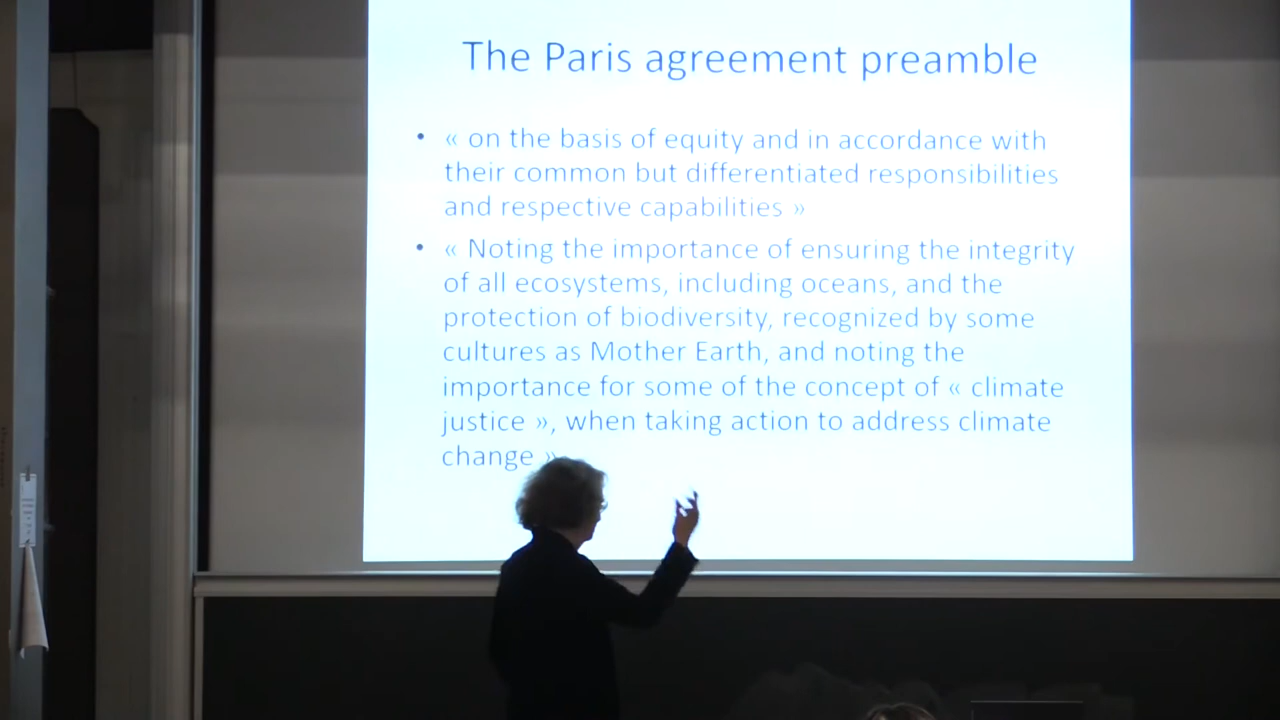 The Paris agreement preamble
• « on the basis of equity and in accordance with
their common but differentiated responsibilities
and respective capabilities »
• « Noting the importance of ensuring the integrity
of all ecosystems, including oceans, and the
protection of biodiversity, recognized by some
cultures as Mother Earth, and noting the
importance for some of the concept of « climate
justice », when taking action to address climate
change »